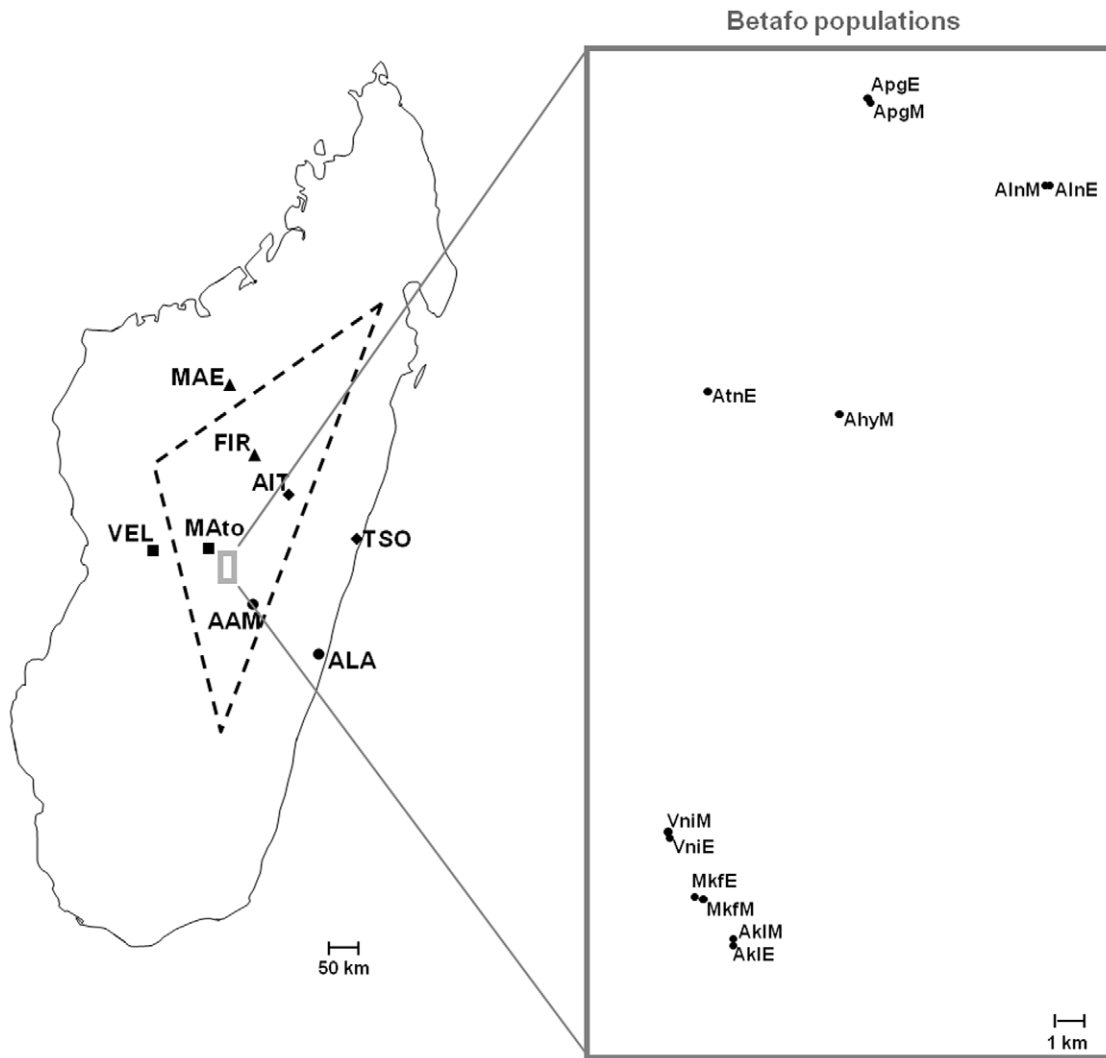 Betafo populations
ApgE
ApgM
AlnM AlnE
MAE
AtnE
AhyM
FIR
AIT
VEL
MAto
TSO
AAM
ALA
VniM
VniE
MkfE
MkfM
AklM
AklE
50 km
1 km